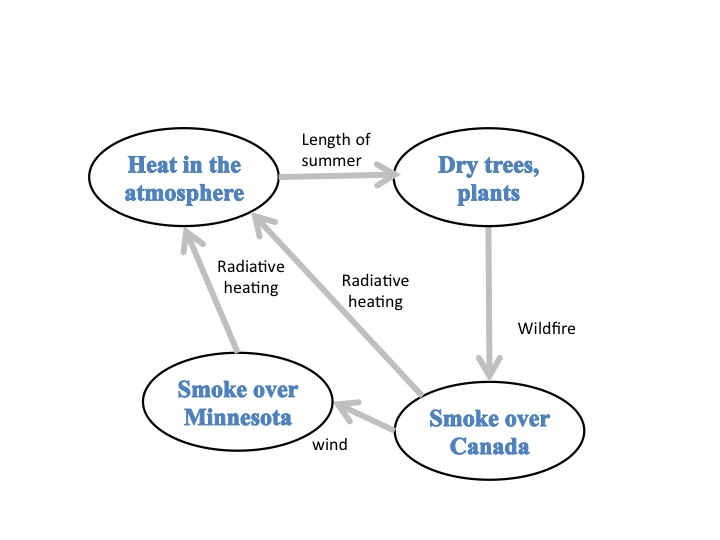 Length of
summer
Heat in the
atmosphere
Dry trees,
plants
Radiative
heating
Radiative
heating
Wildfire
Smoke over
Minnesota
Smoke over
Canada
wind